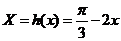 X = h(x) = π/3 − 2x